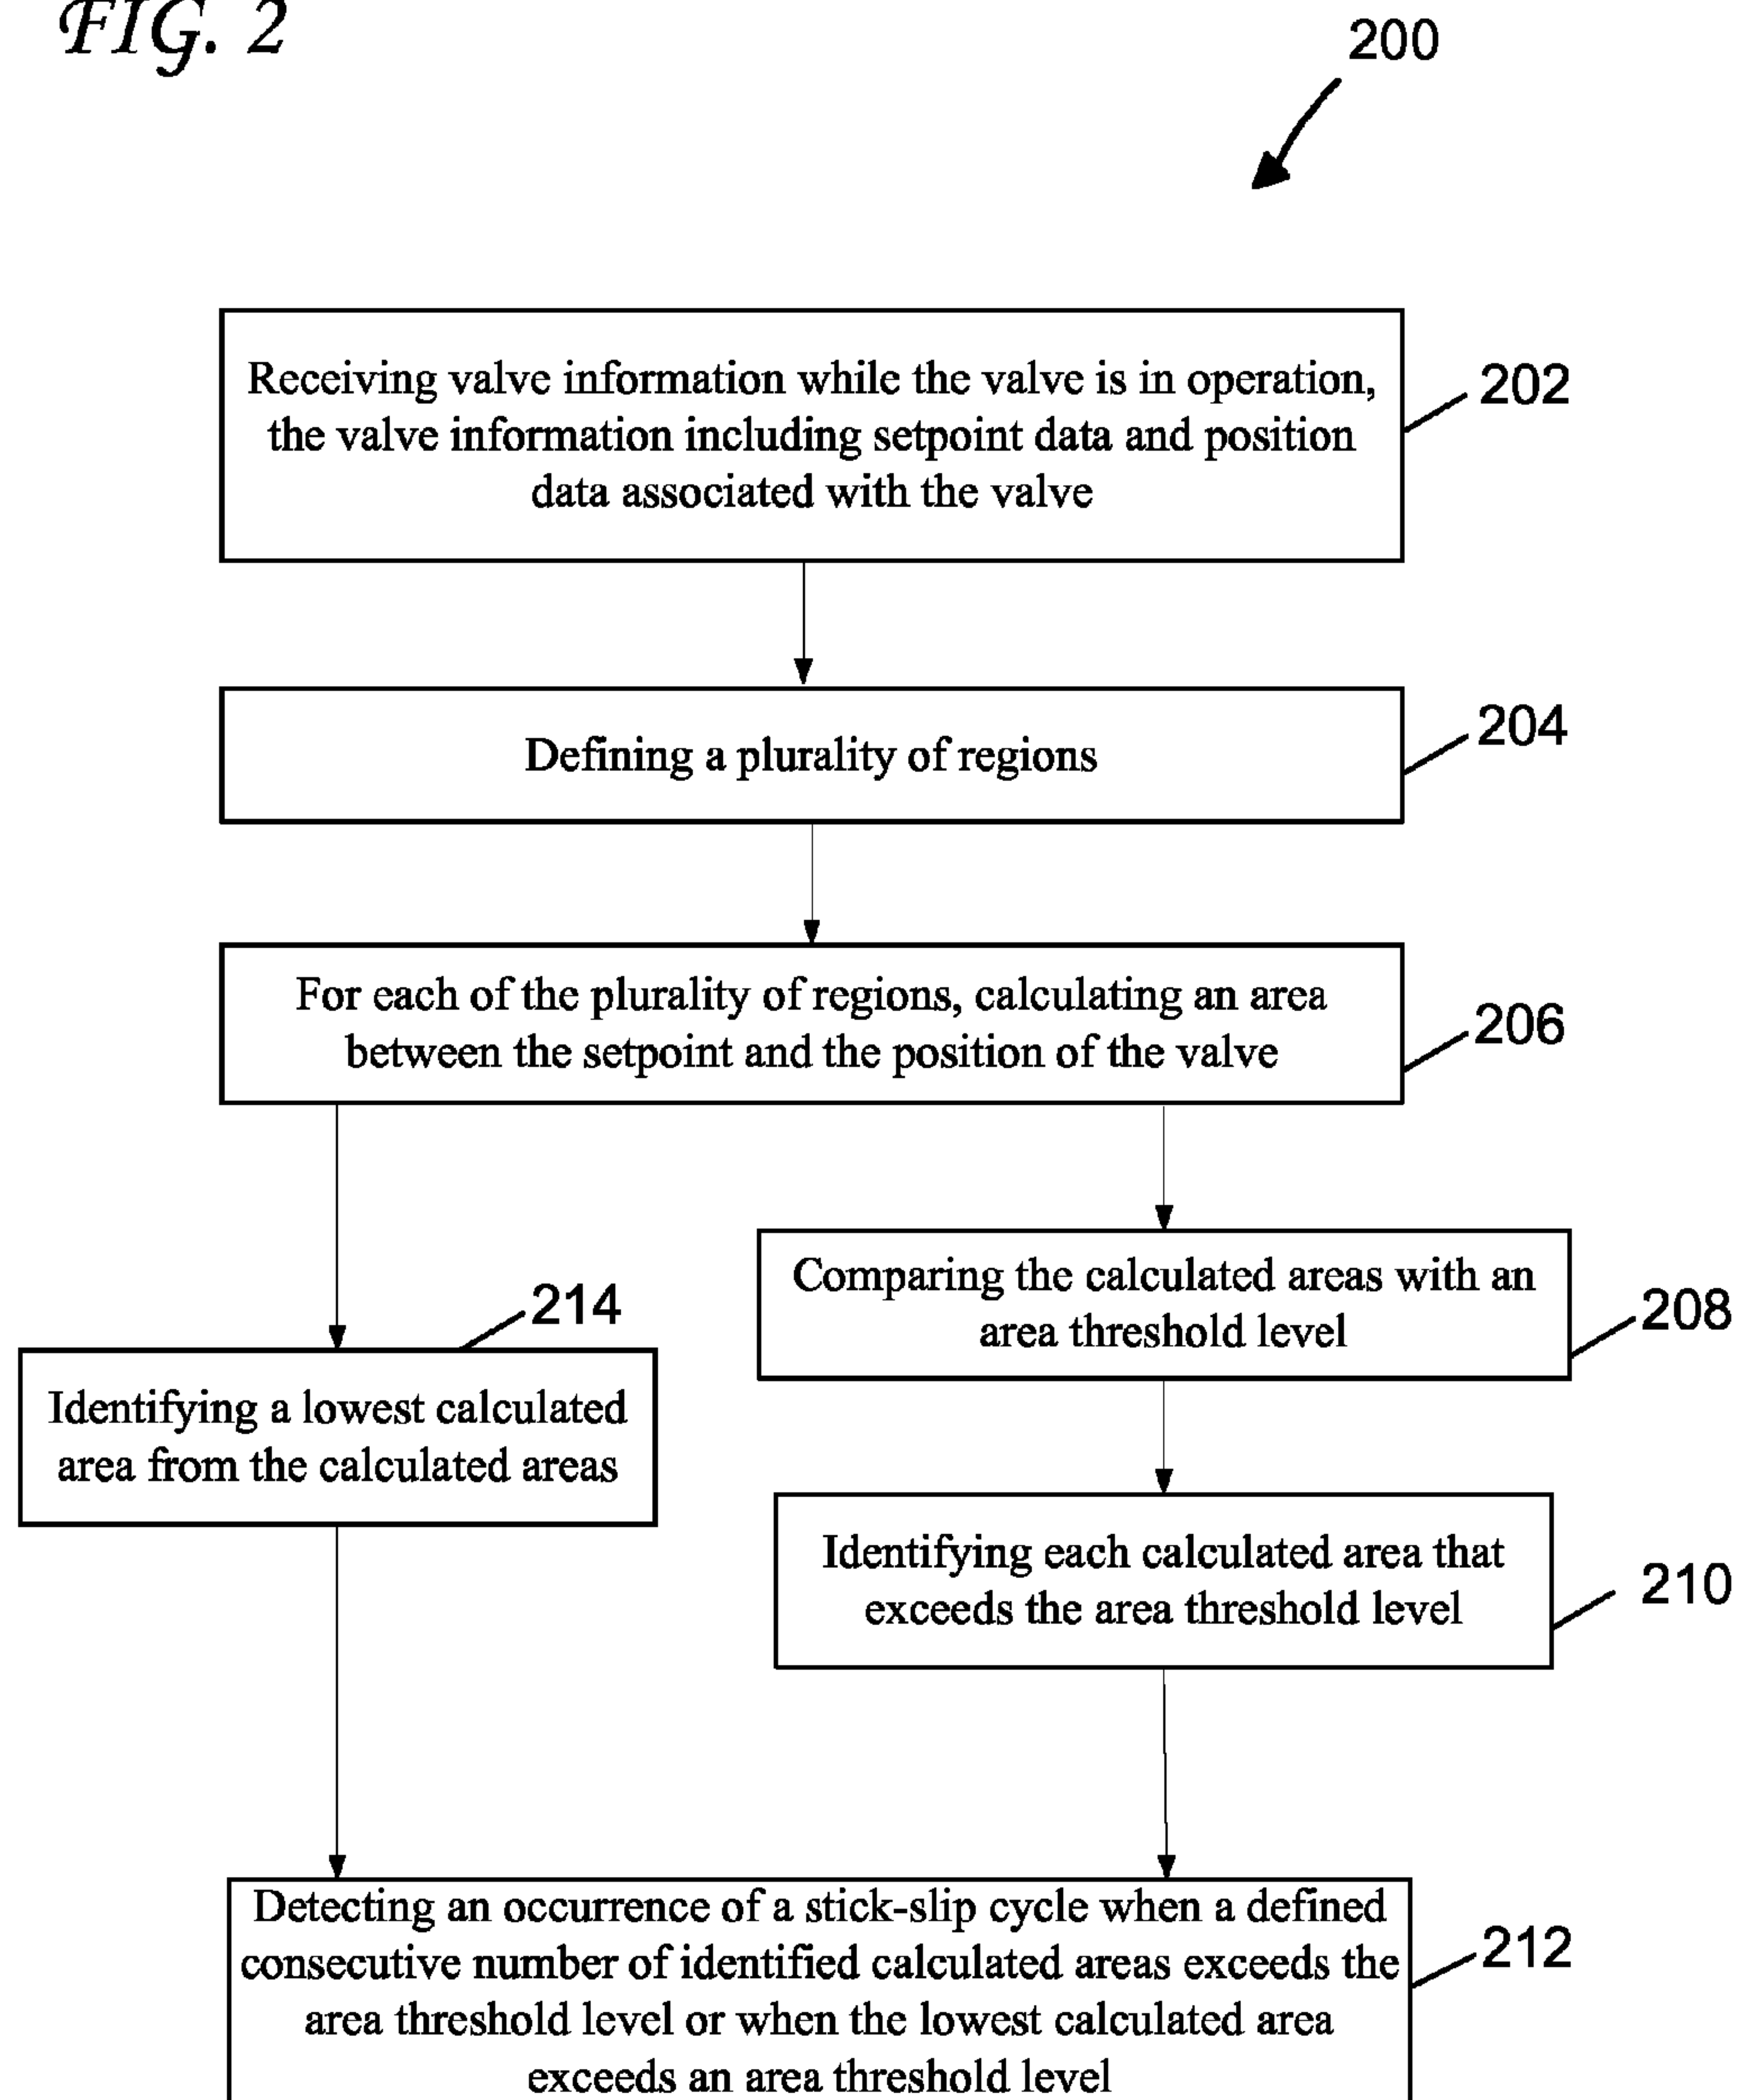 FIG. 2
200
Receiving valve information while the valve is in operation,
the valve information including setpoint data and position
data associated with the valve
202
Defining a plurality of regions
204
For each of the plurality of regions, calculating an area
between the setpoint and the position of the valve
206
Comparing the calculated areas with an
area threshold level
208
214
Identifying a lowest calculated
area from the calculated areas
Identifying each calculated area that
exceeds the area threshold level
210
Detecting an occurrence of a stick-slip cycle when a defined
consecutive number of identified calculated areas exceeds the
area threshold level or when the lowest calculated area
exceeds an area threshold level
212